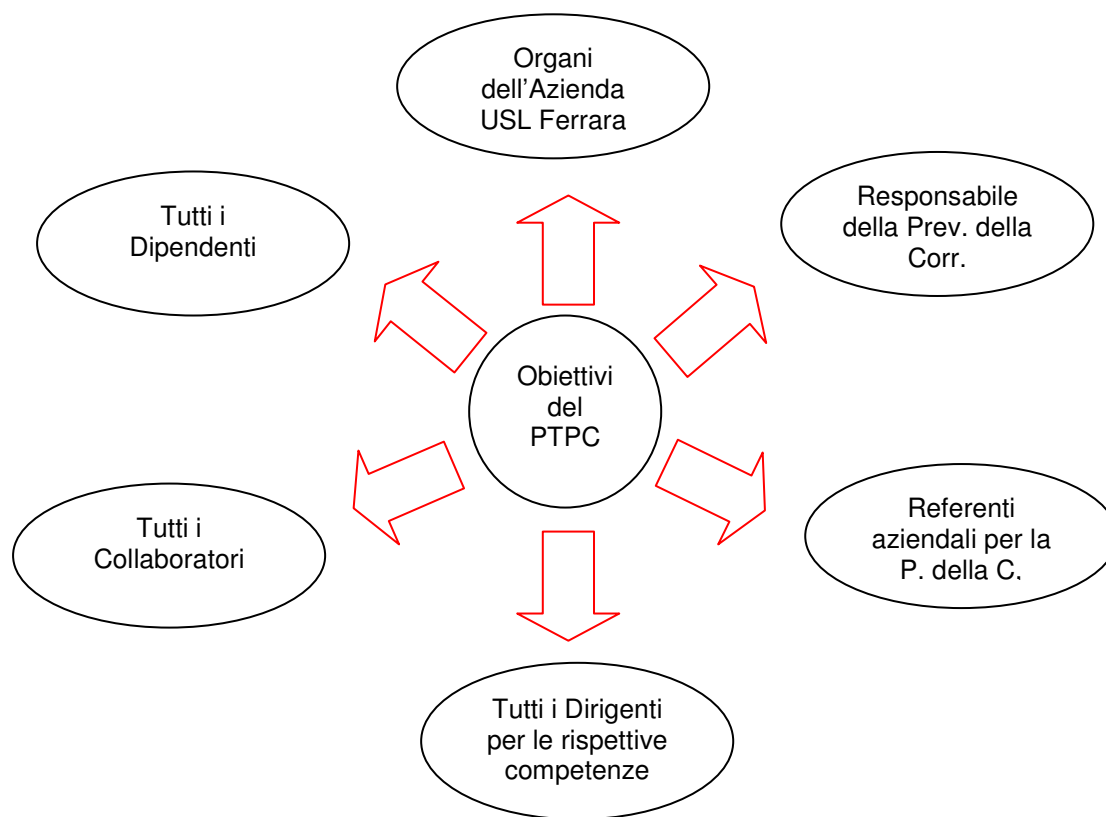 Organi
dell'Azienda
USL Ferrara
Responsabile
della Prev. della
Corr.
Tutti i
Dipendenti
Obiettivi
del
PTPC
Referenti
aziendali per la
P. della C.
Tutti i
Collaboratori
Tutti i Dirigenti
per le rispettive
competenze